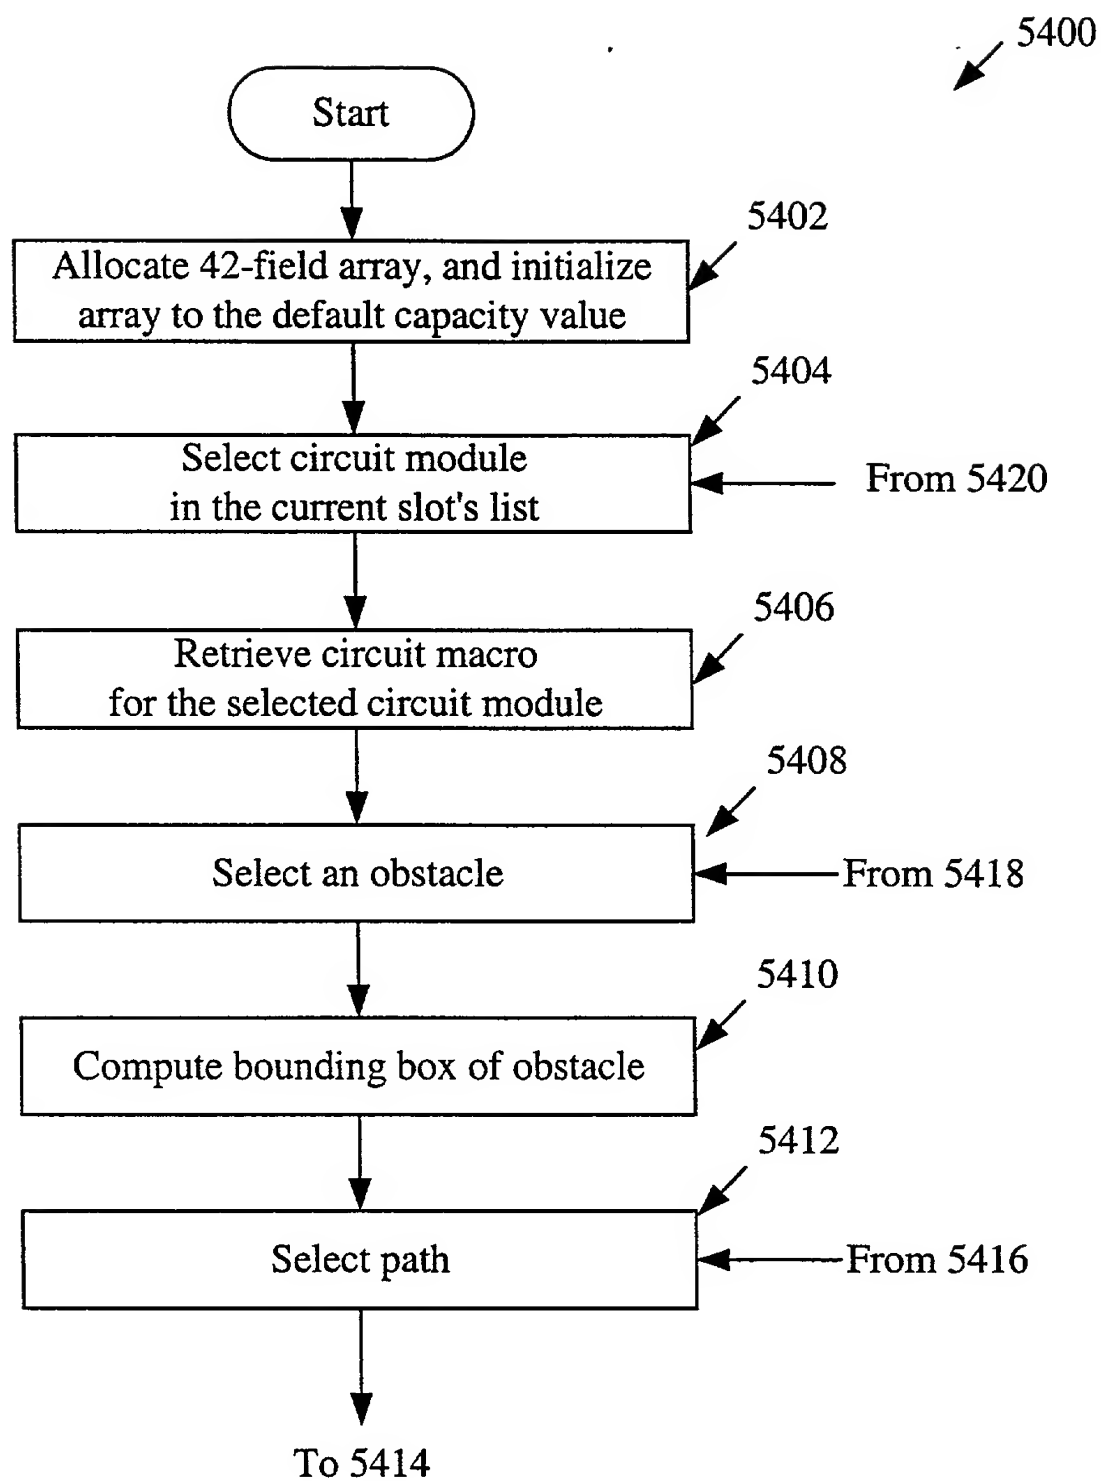 5400
Start
5402
Allocate 42-field array, and initialize
array to the default capacity value
5404
Select circuit module
in the current slot's list
From 5420
5406
Retrieve circuit macro
for the selected circuit module
5408
Select an obstacle
From 5418
5410
Compute bounding box of obstacle
5412
Select path
From 5416
To 5414